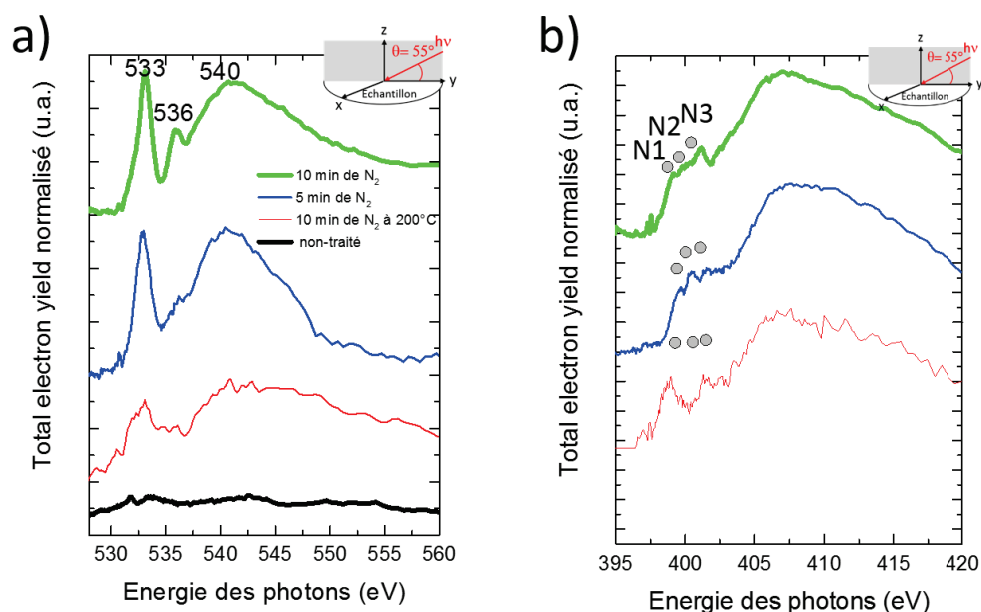 a)
Total electron yield normalisé (u.a.)
533
536
540
z
θ= 55°
hν
y
x
Echantillon
10 min de N₂
5 min de N₂
10 min de N₂ à 200°C
non-traité
530 535 540 545 550 555 560
Energie des photons (eV)
b)
Total electron yield normalisé (u.a.)
N1
N2
N3
z
θ= 55°
hν
y
x
Echantillon
395 400 405 410 415 420
Energie des photons (eV)